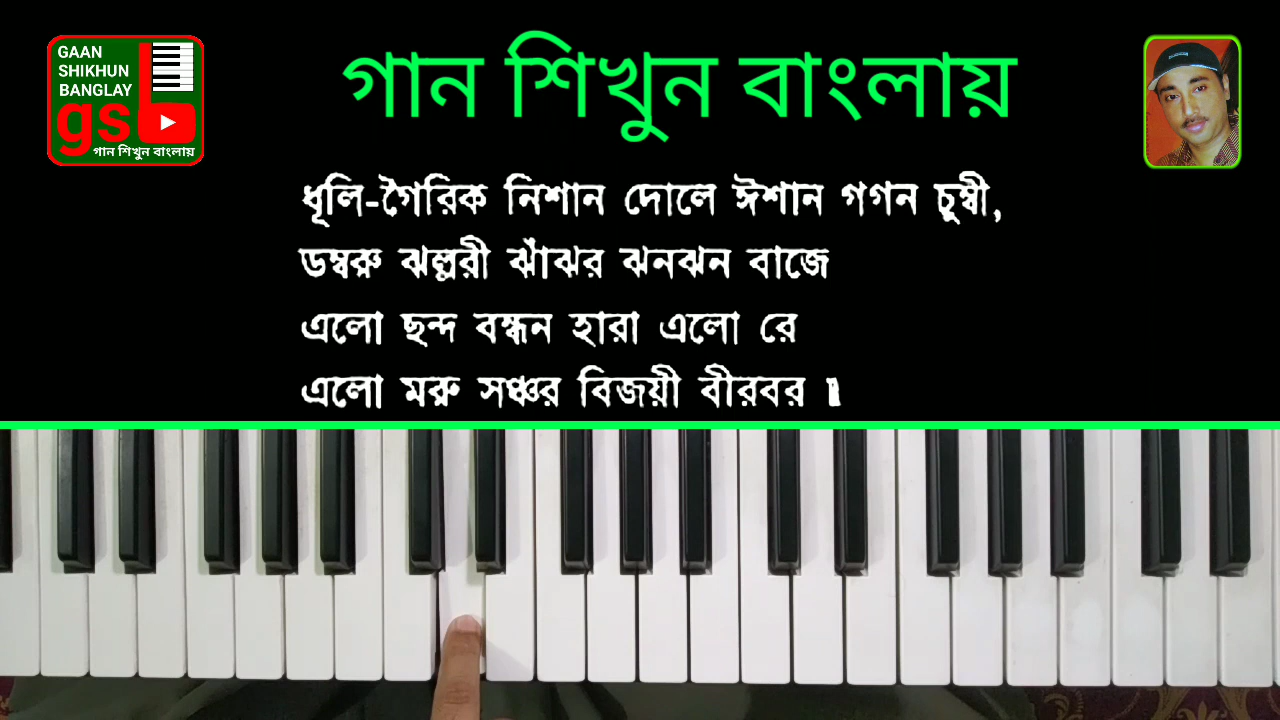 GAAN
SHIKHUN
BANGLAY
gsb
গান শিখুন বাংলায়
গান শিখুন বাংলায়
ধূলি-গৈরিক নিশান দোলে ঈশান গগন চুম্বী,
ডম্বরু ঝল্লরী ঝাঁঝর ঝনঝন বাজে
এলো ছন্দ বন্ধন হারা এলো রে
এলো মরু সঞ্চর বিজয়ী বীরবর ॥